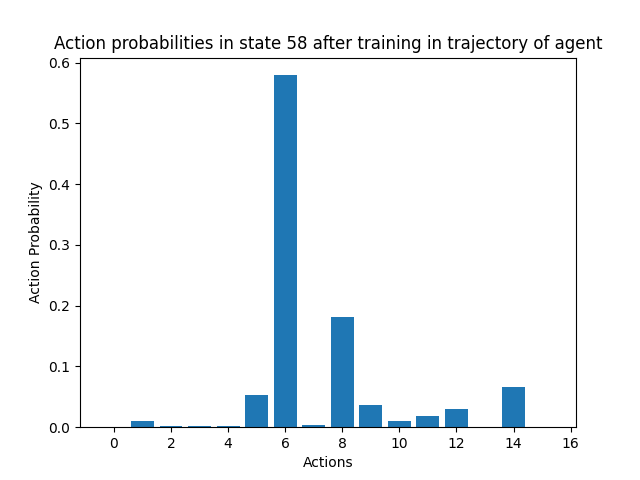 Action probabilities in state 58 after training in trajectory of agent
0.6
0.5
0.4
0.3
0.2
0.1
0.0
Action Probability
0 2 4 6 8 10 12 14 16
Actions